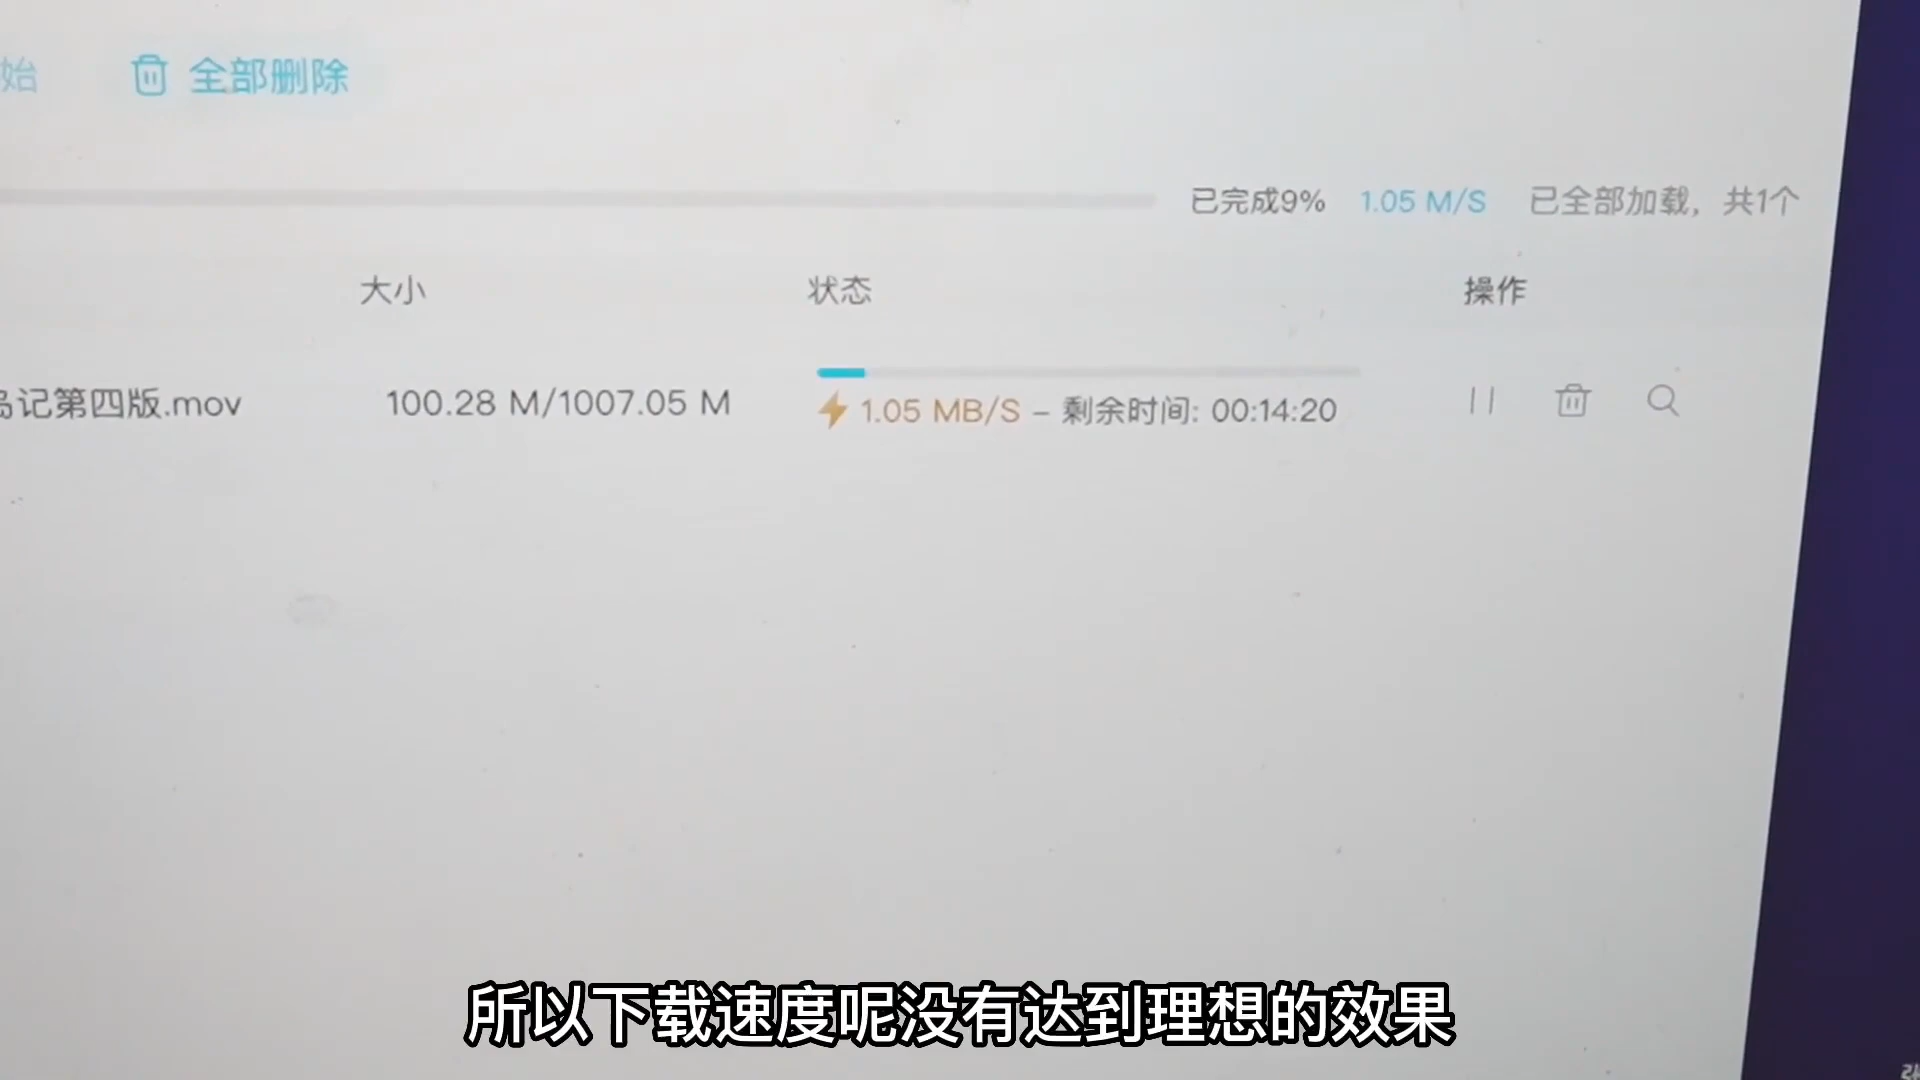 始 全部删除
已完成9% 1.05 M/S 已全部加载，共1个
大小 状态 操作
记第四版.mov 100.28 M/1007.05 M 1.05 MB/S – 剩余时间: 00:14:20
所以下载速度呢没有达到理想的效果